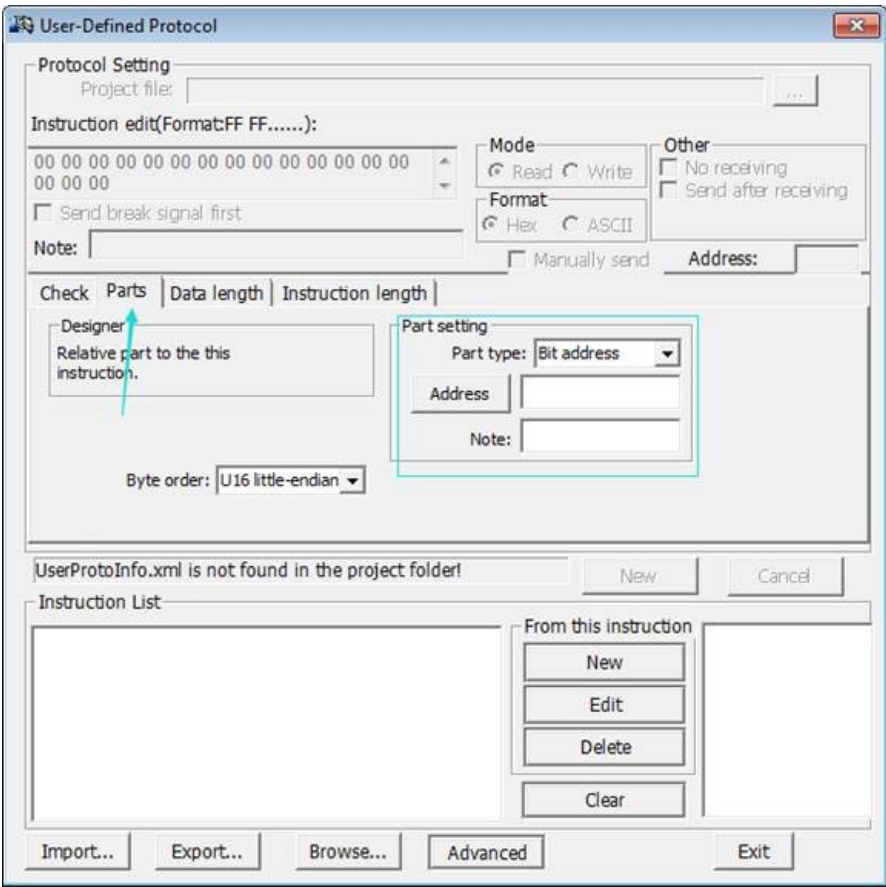 User-Defined Protocol
Protocol Setting
Project file:
...
Instruction edit(Format:FF FF......):
00 00 00 00 00 00 00 00 00 00 00 00 00 00
00 00 00
Send break signal first
Note:
Mode
Read Write
Format
Hex ASCII
Other
No receiving
Send after receiving
Manually send
Address:
Check Parts Data length Instruction length
Designer
Relative part to the this
instruction.
Byte order: U16 little-endian
Part setting
Part type: Bit address
Address
Note:
UserProtoInfo.xml is not found in the project folder!
New Cancel
Instruction List
From this instruction
New
Edit
Delete
Clear
Import... Export... Browse... Advanced Exit